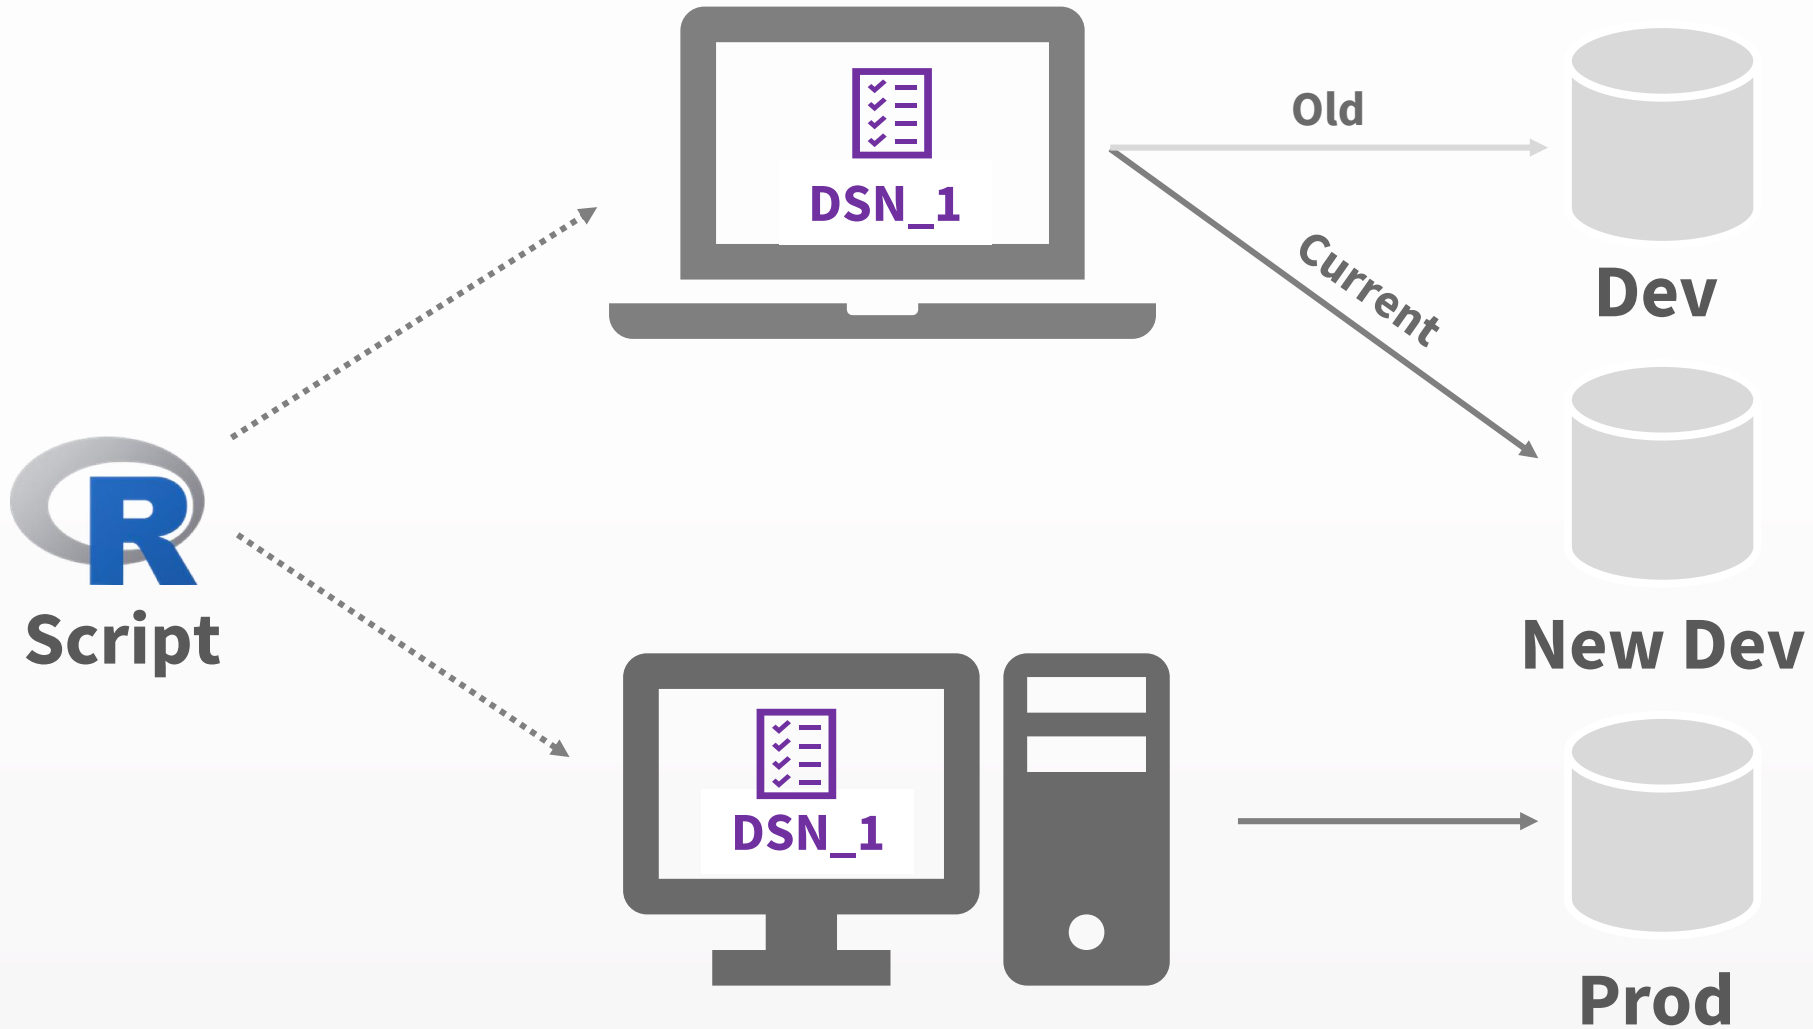 DSN_1
Old
Current
Dev
R
Script
New Dev
DSN_1
Prod